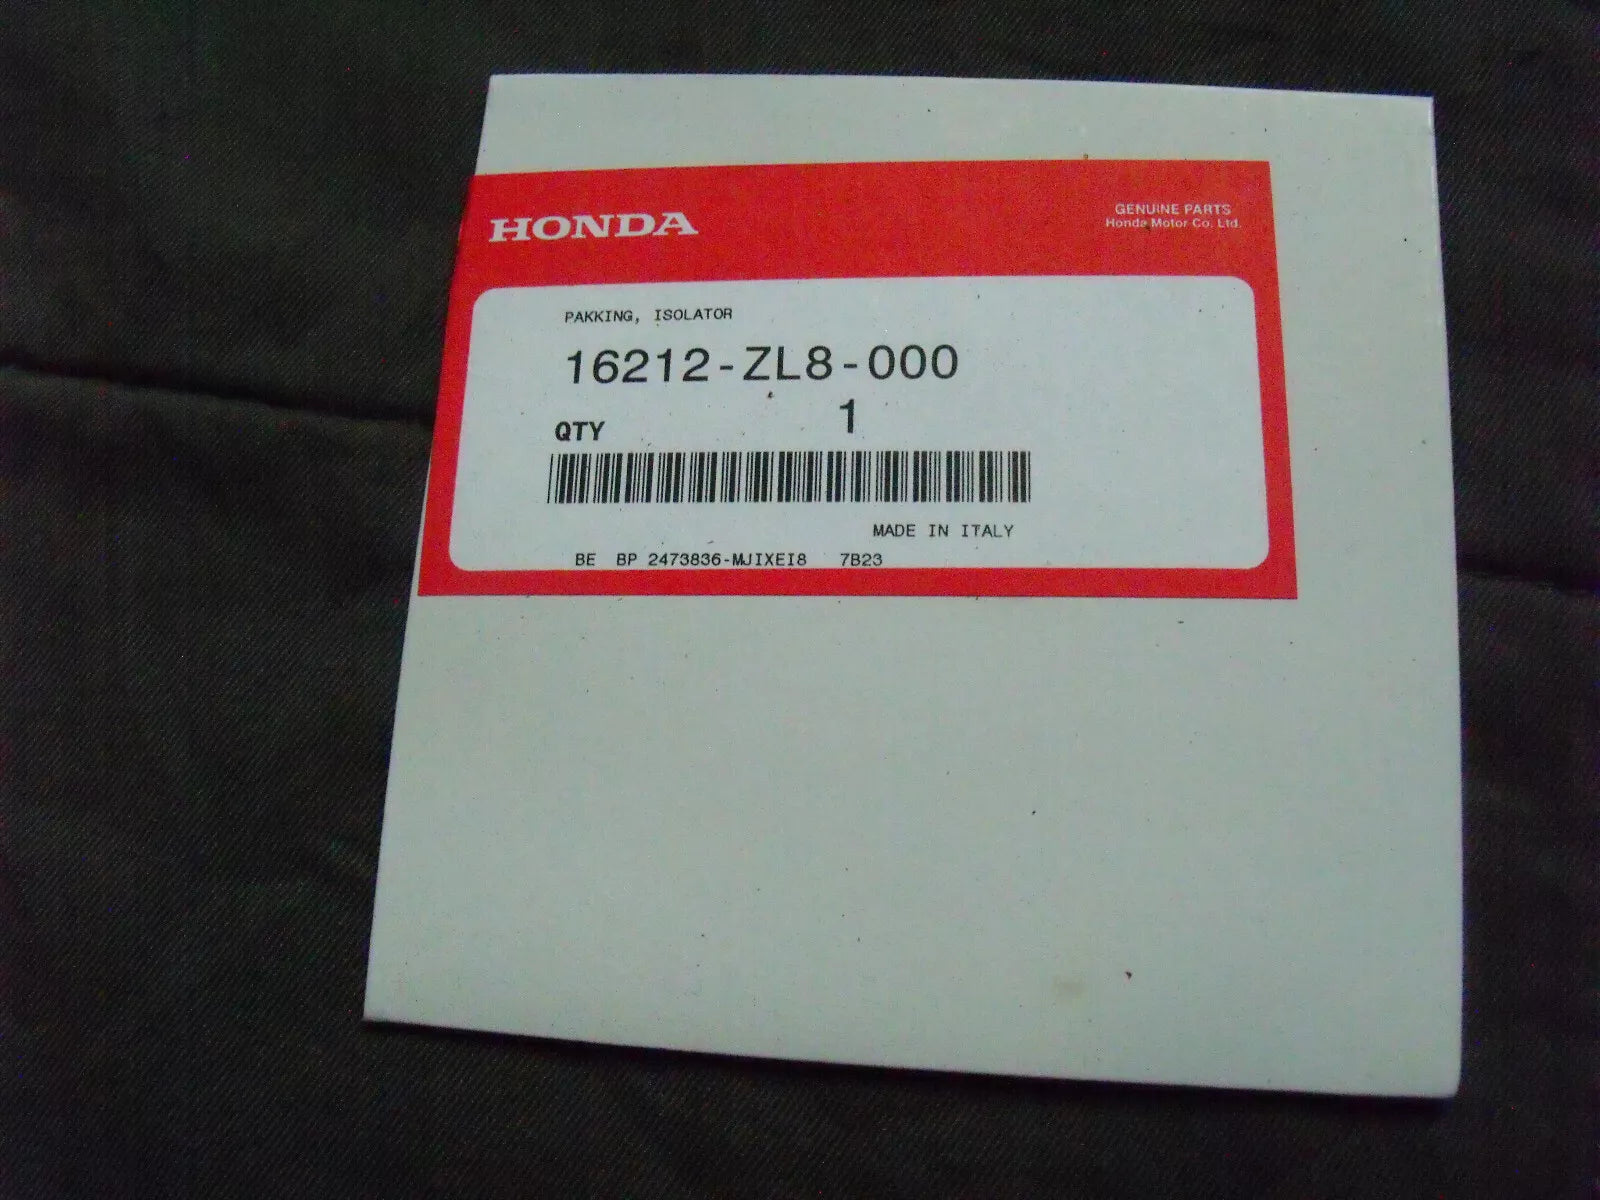 HONDA
GENUINE PARTS
Honda Motor Co. Ltd.
PAKKING, ISOLATOR
16212-ZL8-000
QTY 1
MADE IN ITALY
BE BP 2473836-MJIXEI8 7B23